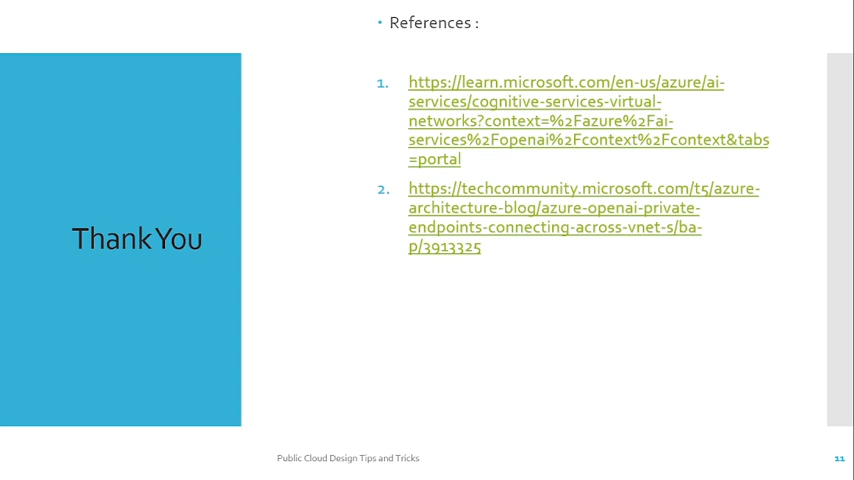 • References :
1. https://learn.microsoft.com/en-us/azure/ai-
services/cognitive-services-virtual-
networks?context=%2Fazure%2Fai-
services%2Fopenai%2Fcontext%2Fcontext&tabs
=portal
2. https://techcommunity.microsoft.com/t5/azure-
architecture-blog/azure-openai-private-
endpoints-connecting-across-vnet-s/ba-
p/3913325
Thank You
Public Cloud Design Tips and Tricks
11